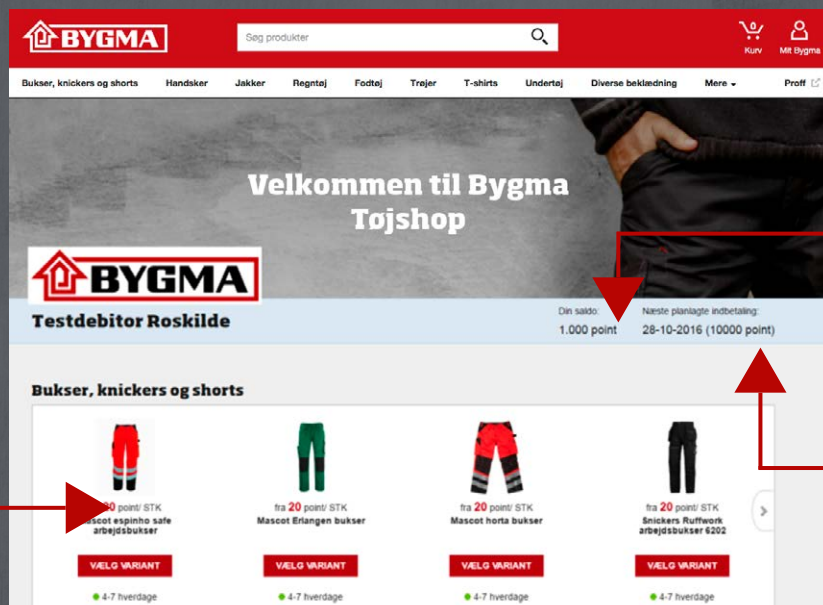 BYGMA
Søg produkter
0
Kurv
Mit Bygma
Bukser, knickers og shorts Handsker Jakker Regntøj Fodtøj Trøjer T-shirts Undertøj Diverse beklædning Mere Proff
Velkommen til Bygma
Tøjshop
BYGMA
Testdebitor Roskilde
Din saldo:
1.000 point
Næste planlagte indbetaling:
28-10-2016 (10000 point)
Bukser, knickers og shorts
point/ STK
espinho safe
arbejdsbukser
VÆLG VARIANT
4-7 hverdage
fra 20 point/ STK
Mascot Erlangen bukser
VÆLG VARIANT
4-7 hverdage
fra 20 point/ STK
Mascot horta bukser
VÆLG VARIANT
4-7 hverdage
fra 20 point/ STK
Snickers Ruffwork
arbejdsbukser 6202
VÆLG VARIANT
4-7 hverdage